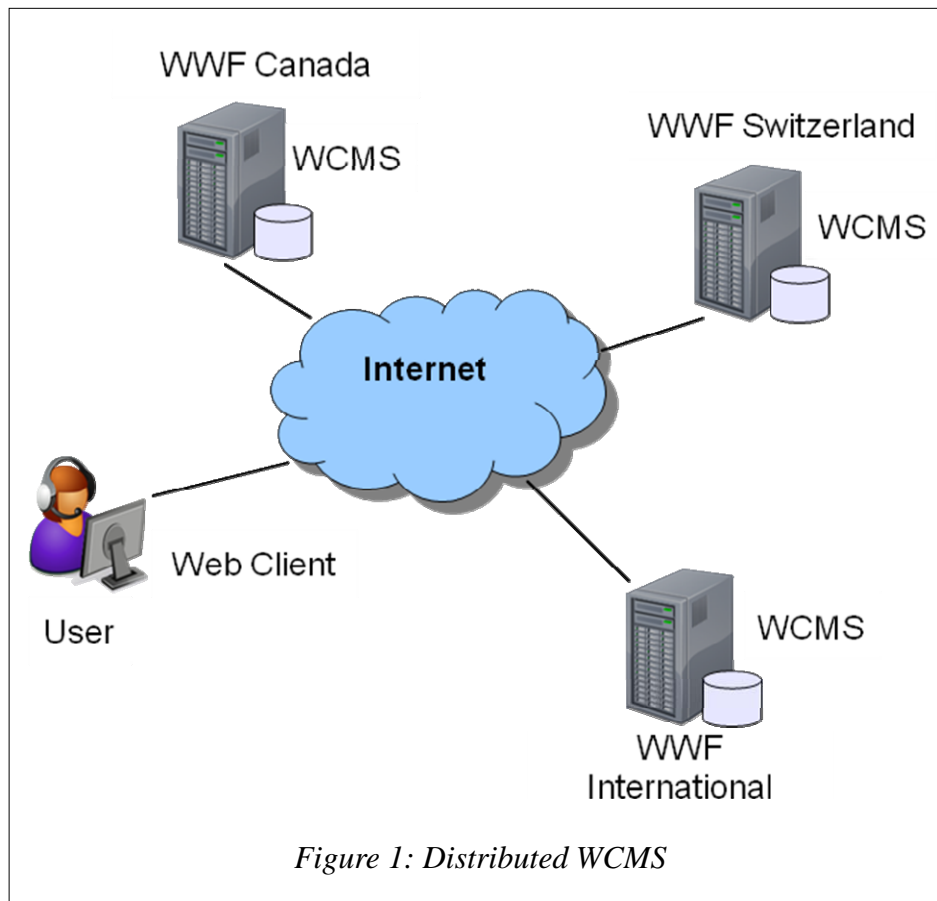 WWF Canada
WCMS
WWF Switzerland
WCMS
Internet
Web Client
User
WCMS
WWF
International
Figure 1: Distributed WCMS